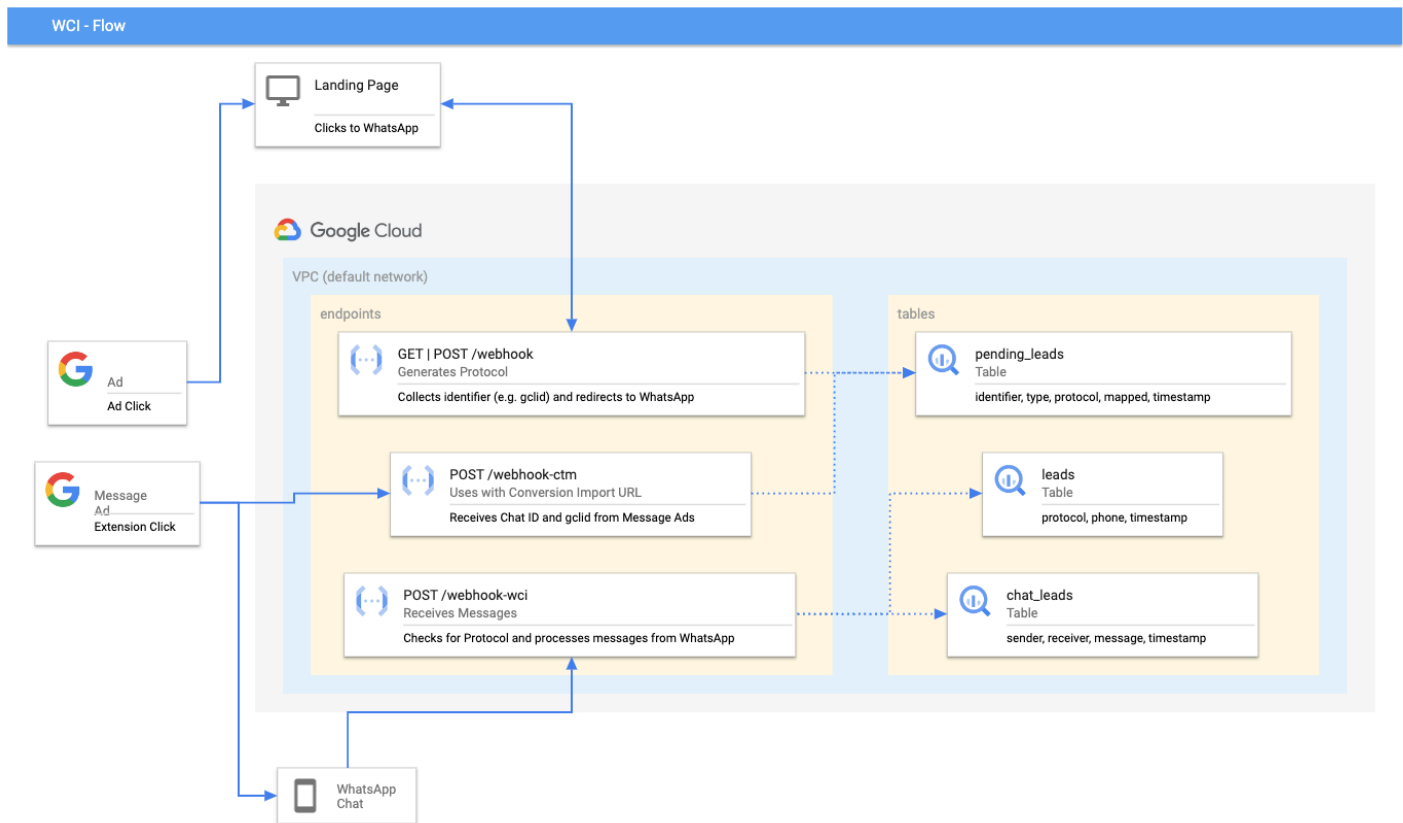 WCI - Flow
Landing Page
Clicks to WhatsApp
Google Cloud
VPC (default network)
endpoints
tables
GET | POST /webhook
Generates Protocol
Collects identifier (e.g. gclid) and redirects to WhatsApp
pending_leads
Table
identifier, type, protocol, mapped, timestamp
Ad
Ad Click
POST /webhook-ctm
Uses with Conversion Import URL
Receives Chat ID and gclid from Message Ads
leads
Table
protocol, phone, timestamp
Message
Ad
Extension Click
POST /webhook-wci
Receives Messages
Checks for Protocol and processes messages from WhatsApp
chat_leads
Table
sender, receiver, message, timestamp
WhatsApp
Chat